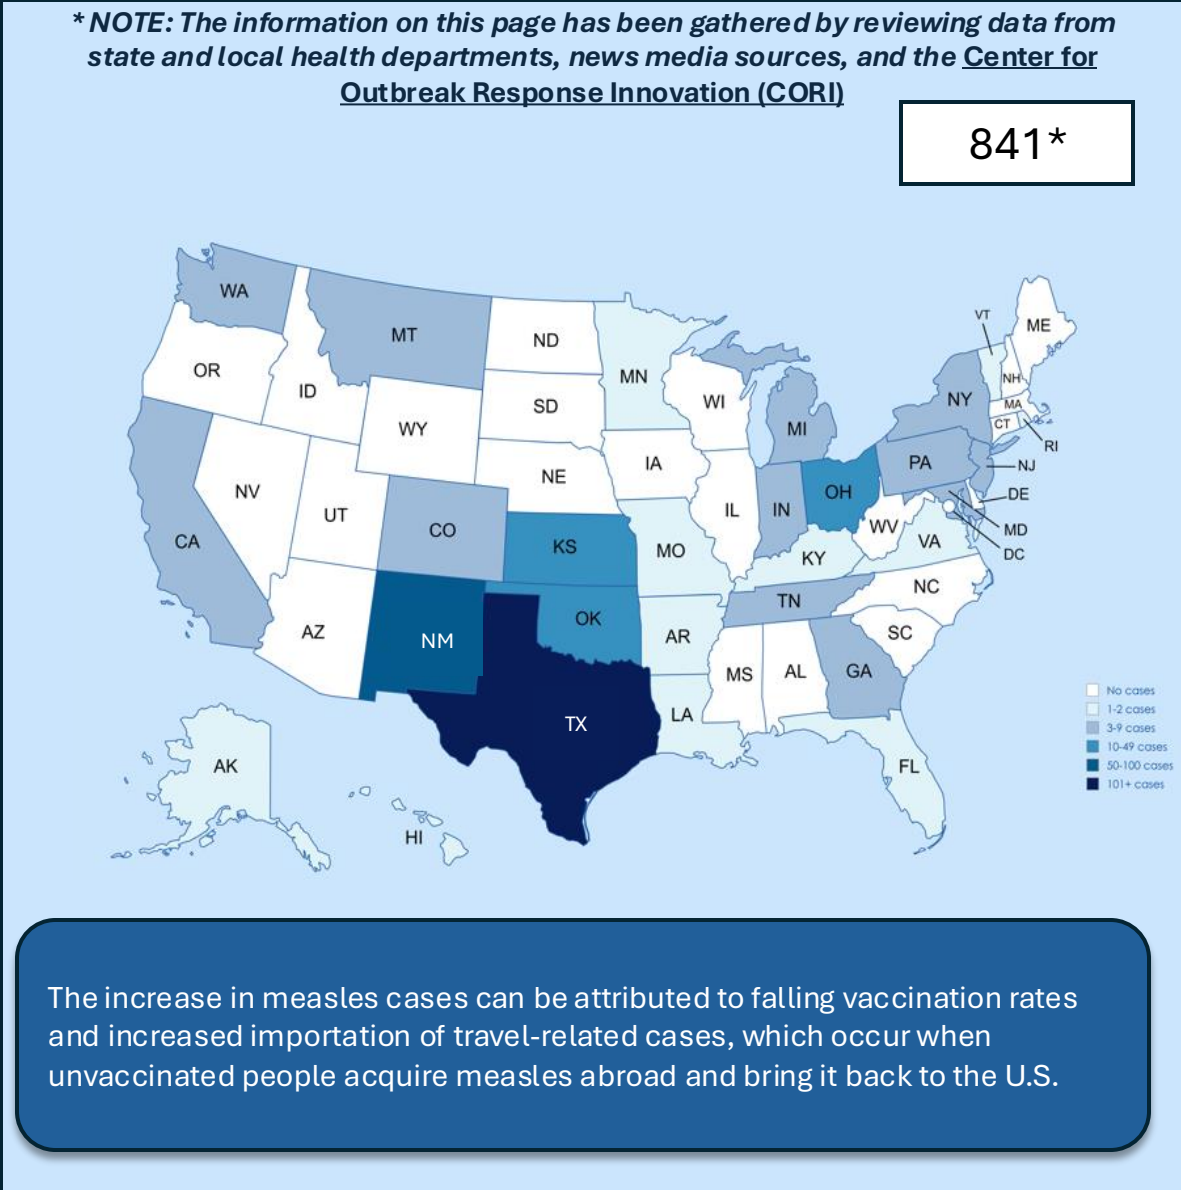 * NOTE: The information on this page has been gathered by reviewing data from
state and local health departments, news media sources, and the Center for
Outbreak Response Innovation (CORI)
841*
WA
MT
ND
MN
VT
ME
OR
ID
SD
WI
MI
NY
NH
MA
CT
RI
WY
NE
IA
PA
NJ
NV
UT
CO
IL
IN
OH
DE
CA
KS
MO
WV
VA
MD
DC
KY
AZ
NM
OK
AR
TN
NC
SC
MS
AL
GA
TX
LA
FL
AK
HI
No cases
1-2 cases
3-9 cases
10-49 cases
50-100 cases
101+ cases
The increase in measles cases can be attributed to falling vaccination rates
and increased importation of travel-related cases, which occur when
unvaccinated people acquire measles abroad and bring it back to the U.S.